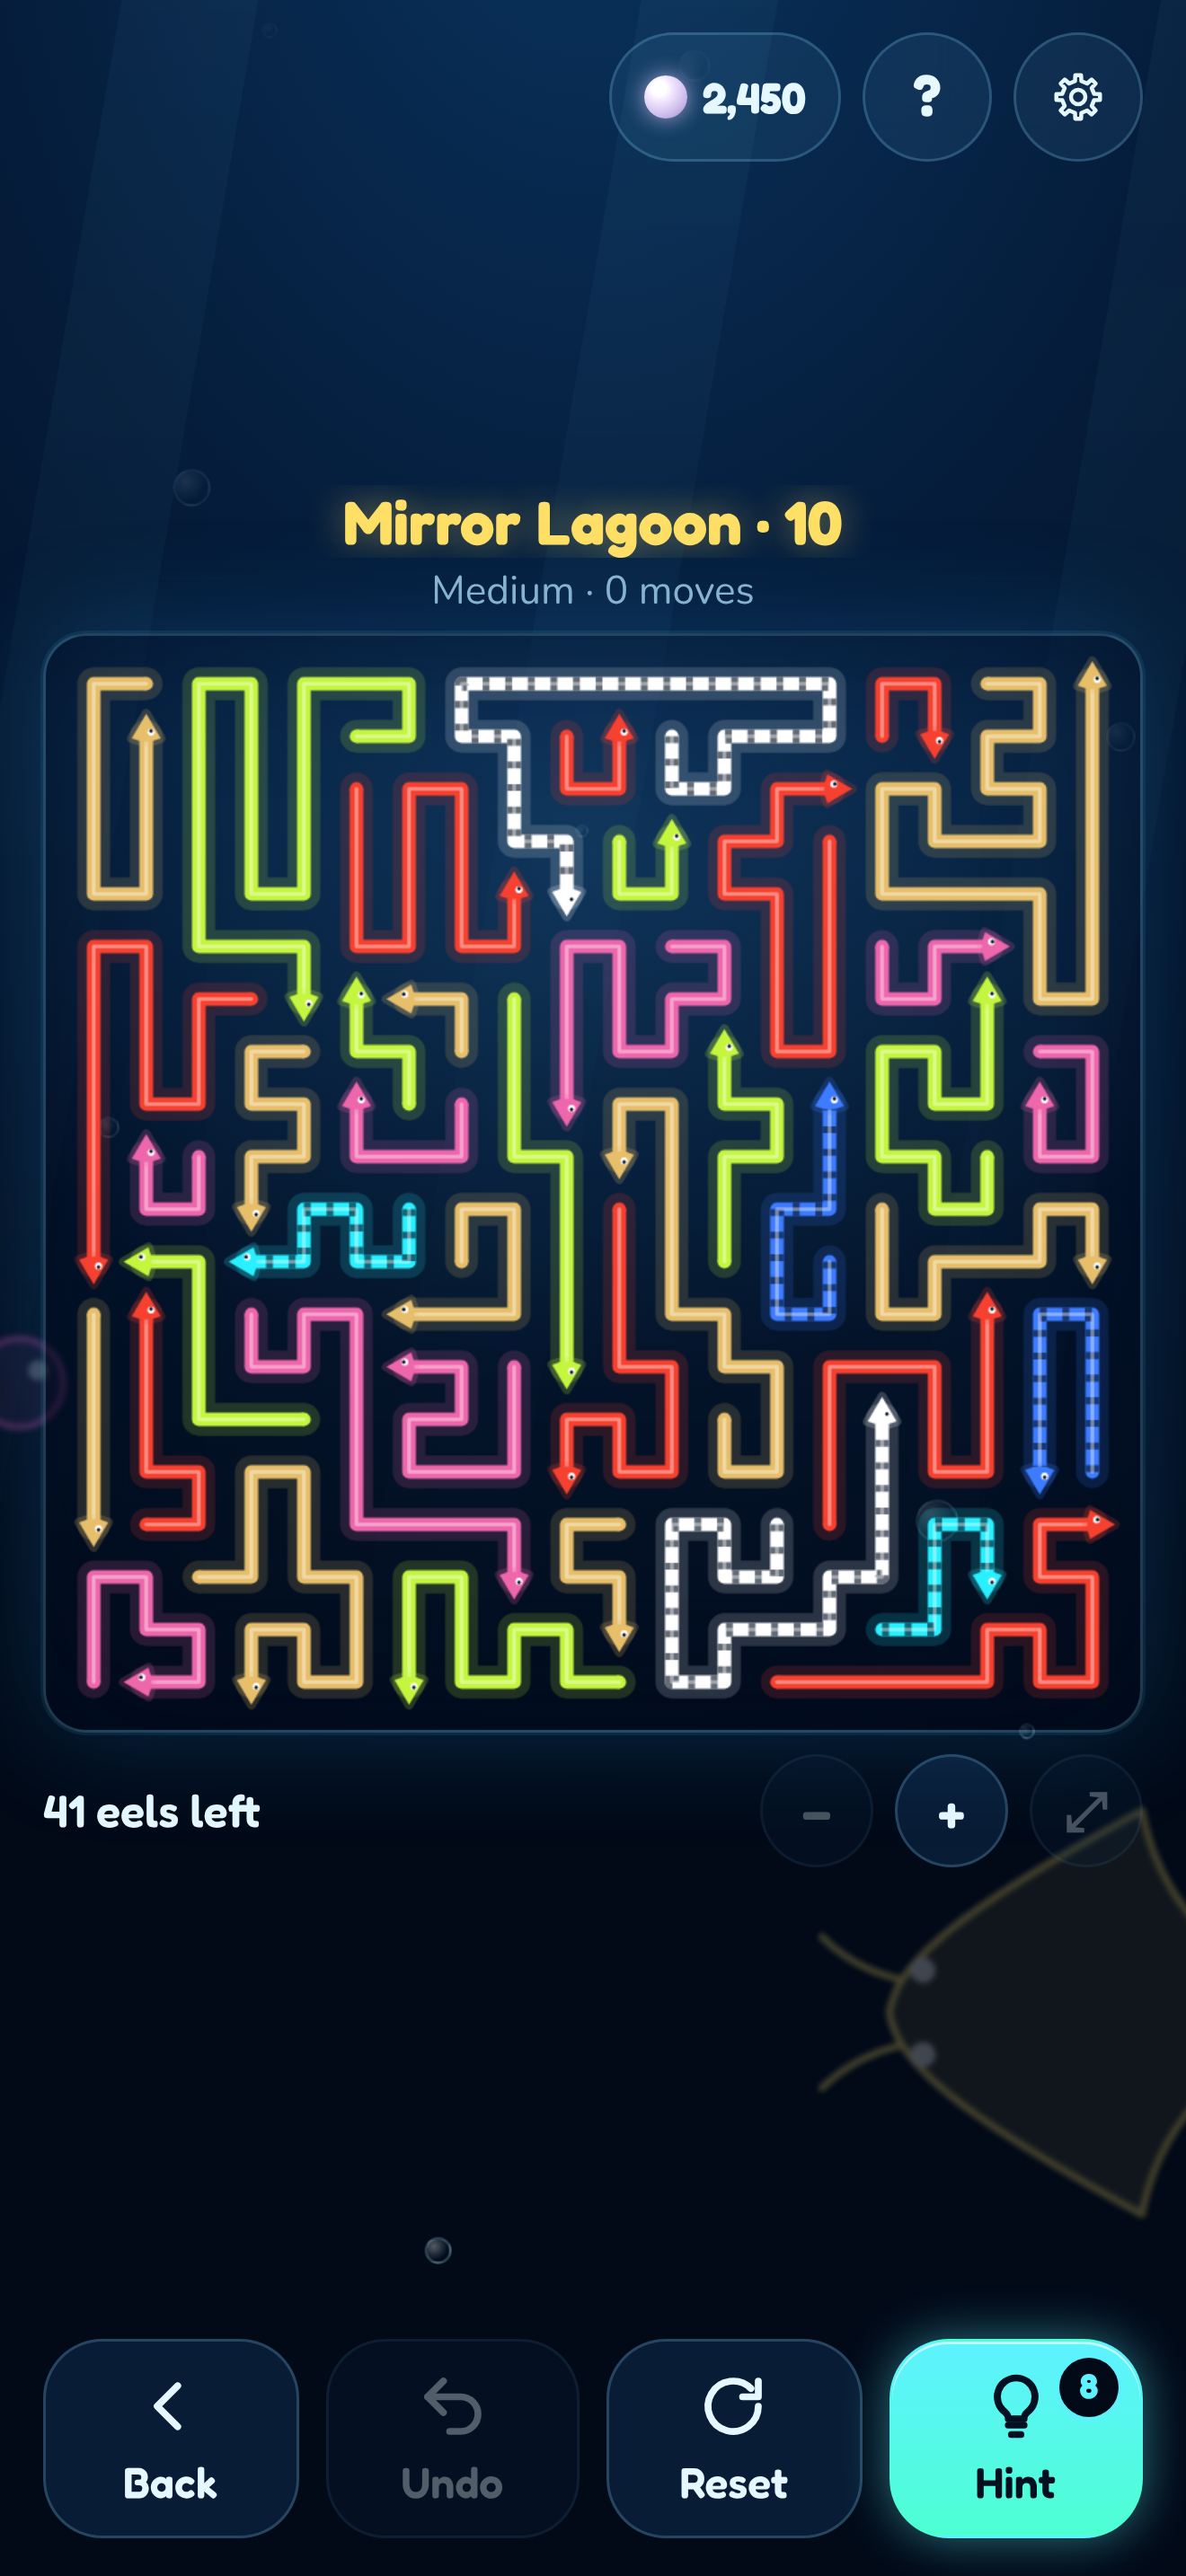 2,450
?
Mirror Lagoon · 10
Medium · 0 moves
41 eels left
8
Back
Undo
Reset
Hint